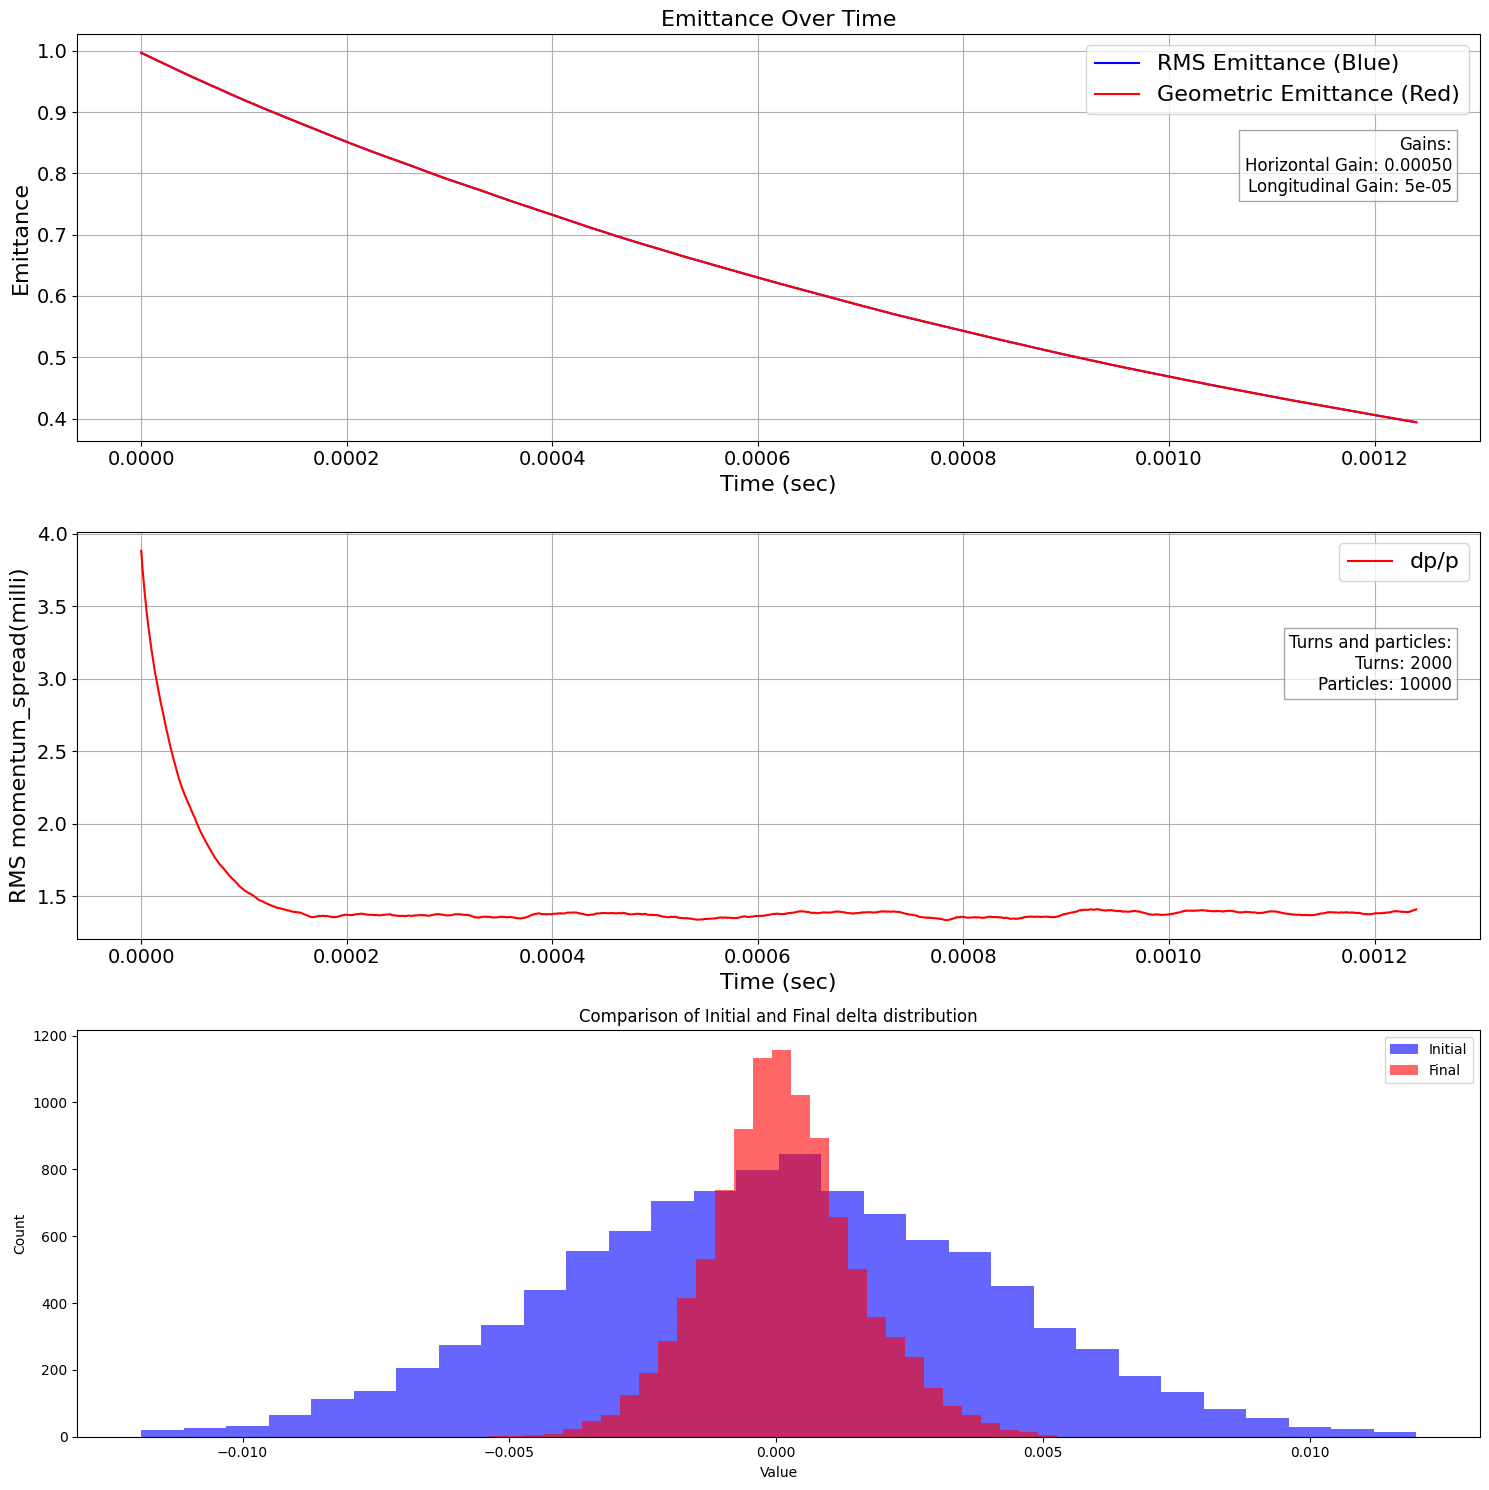 Emittance Over Time
1.0
0.9
0.8
0.7
0.6
0.5
0.4
Emittance
RMS Emittance (Blue)
Geometric Emittance (Red)
Gains:
Horizontal Gain: 0.00050
Longitudinal Gain: 5e-05
0.0000 0.0002 0.0004 0.0006 0.0008 0.0010 0.0012
Time (sec)
4.0
3.5
3.0
2.5
2.0
1.5
RMS momentum_spread(milli)
dp/p
Turns and particles:
Turns: 2000
Particles: 10000
0.0000 0.0002 0.0004 0.0006 0.0008 0.0010 0.0012
Time (sec)
Comparison of Initial and Final delta distribution
1200
1000
800
600
400
200
0
Count
Initial
Final
−0.010 −0.005 0.000 0.005 0.010
Value